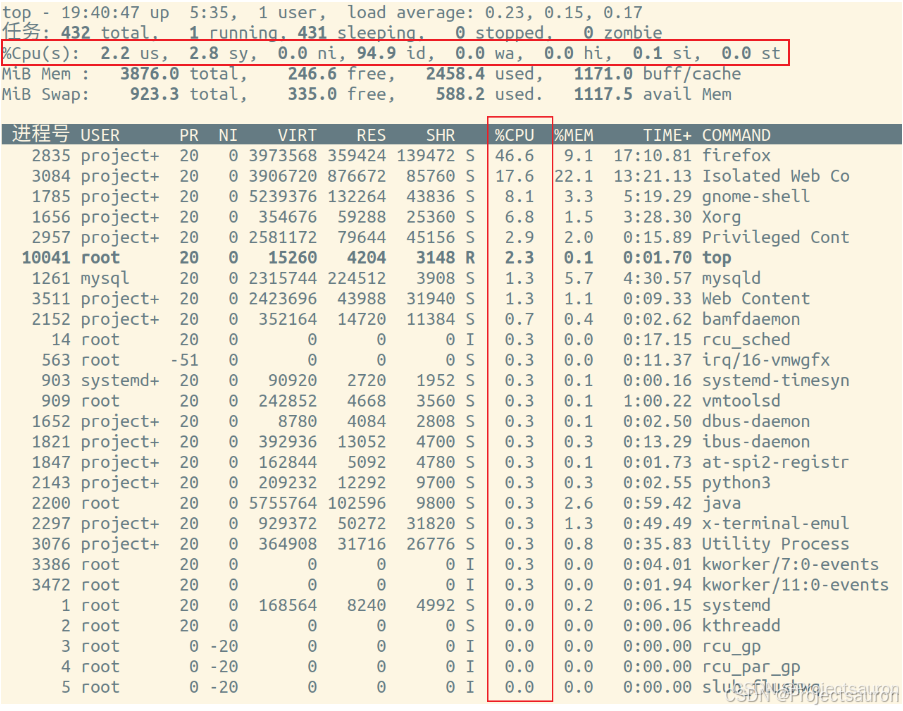 top - 19:40:47 up  5:35,  1 user,  load average: 0.23, 0.15, 0.17
任务: 432 total,   1 running, 431 sleeping,   0 stopped,   0 zombie
%Cpu(s):  2.2 us,  2.8 sy,  0.0 ni, 94.9 id,  0.0 wa,  0.0 hi,  0.1 si,  0.0 st
MiB Mem :   3876.0 total,    246.6 free,   2458.4 used,   1171.0 buff/cache
MiB Swap:    923.3 total,    335.0 free,    588.2 used.   1117.5 avail Mem
进程号 USER      PR  NI    VIRT    RES    SHR    %CPU  %MEM     TIME+ COMMAND
2835 project+  20   0 3973568 359424 139472 S  46.6   9.1  17:10.81 firefox
3084 project+  20   0 3906720 876672  85760 S  17.6  22.1  13:21.13 Isolated Web Co
1785 project+  20   0 5239376 132264  43836 S   8.1   3.3   5:19.29 gnome-shell
1656 project+  20   0  354676  59288  25360 S   6.8   1.5   3:28.30 Xorg
2957 project+  20   0 2581172  79644  45156 S   2.9   2.0   0:15.89 Privileged Cont
10041 root      20   0   15260   4204   3148 R   2.3   0.1   0:01.70 top
1261 mysql     20   0 2315744 224512   3908 S   1.3   5.7   4:30.57 mysqld
3511 project+  20   0 2423696  43988  31940 S   1.3   1.1   0:09.33 Web Content
2152 project+  20   0  352164  14720  11384 S   0.7   0.4   0:02.62 bamfdaemon
14 root      20   0       0      0      0 I   0.3   0.0   0:17.15 rcu_sched
563 root     -51   0       0      0      0 S   0.3   0.0   0:11.37 irq/16-vmwgfx
903 systemd+  20   0   90920   2720   1952 S   0.3   0.1   0:00.16 systemd-timesyn
909 root      20   0  242852   4668   3560 S   0.3   0.1   1:00.22 vmtoolsd
1652 project+  20   0    8780   4084   2808 S   0.3   0.1   0:02.50 dbus-daemon
1821 project+  20   0  392936  13052   4700 S   0.3   0.3   0:13.29 ibus-daemon
1847 project+  20   0  162844   5092   4780 S   0.3   0.1   0:01.73 at-spi2-registr
2143 project+  20   0  209232  12292   9700 S   0.3   0.3   0:02.55 python3
2200 root      20   0 5755764 102596   9800 S   0.3   2.6   0:59.42 java
2297 project+  20   0  929372  50272  31820 S   0.3   1.3   0:49.49 x-terminal-emul
3076 project+  20   0  364908  31716  26776 S   0.3   0.8   0:35.83 Utility Process
3386 root      20   0       0      0      0 I   0.3   0.0   0:04.01 kworker/7:0-events
3472 root      20   0       0      0      0 I   0.3   0.0   0:01.94 kworker/11:0-events
1 root      20   0  168564   8240   4992 S   0.0   0.2   0:06.15 systemd
2 root      20   0       0      0      0 S   0.0   0.0   0:00.06 kthreadd
3 root       0 -20       0      0      0 I   0.0   0.0   0:00.00 rcu_gp
4 root       0 -20       0      0      0 I   0.0   0.0   0:00.00 rcu_par_gp
5 root       0 -20       0      0      0 I   0.0   0.0   0:00.00 slub_flushwq
CSDN @Projectsauron